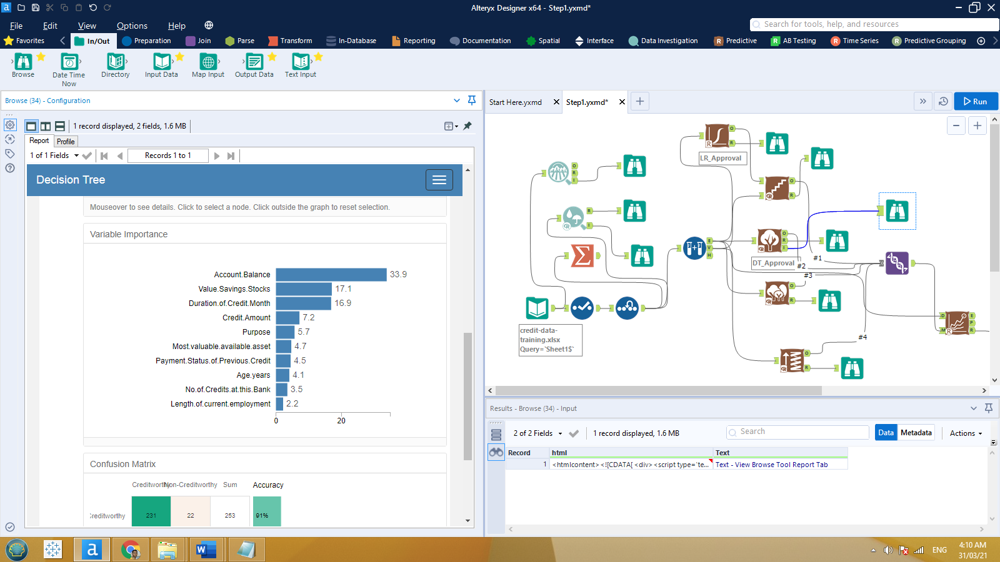 Alteryx Designer x64 - Step1.yxmd*
File Edit View Options Help
Search for tools, help, and resources
Favorites In/Out Preparation Join Parse Transform In-Database Reporting Documentation Spatial Interface Data Investigation Predictive AB Testing Time Series Predictive Grouping
Browse Date Time Now Directory Input Data Map Input Output Data Text Input
Browse (34) - Configuration
1 record displayed, 2 fields, 1.6 MB
Report Profile
1 of 1 Fields Records 1 to 1
Decision Tree
Mouseover to see details. Click to select a node. Click outside the graph to reset selection.
Variable Importance
Account.Balance 33.9
Value.Savings.Stocks 17.1
Duration.of.Credit.Month 16.9
Credit.Amount 7.2
Purpose 5.7
Most.valuable.available.asset 4.7
Payment.Status.of.Previous.Credit 4.5
Age.years 4.1
No.of.Credits.at.this.Bank 3.5
Length.of.current.employment 2.2
0 20
Confusion Matrix
Creditworthy Non-Creditworthy Sum Accuracy
Creditworthy 231 22 253 91%
Start Here.yxmd Step1.yxmd* Run
LR_Approval
DT_Approval
#1
#2
#3
#4
credit-data-
training.xlsx
Query=`Sheet1$`
Results - Browse (34) - Input
2 of 2 Fields 1 record displayed, 1.6 MB Search Data Metadata Actions
Record html Text
1 <htmlcontent><![CDATA[ <div> <script type='te... Text - View Browse Tool Report Tab
ENG
4:10 AM
31/03/21